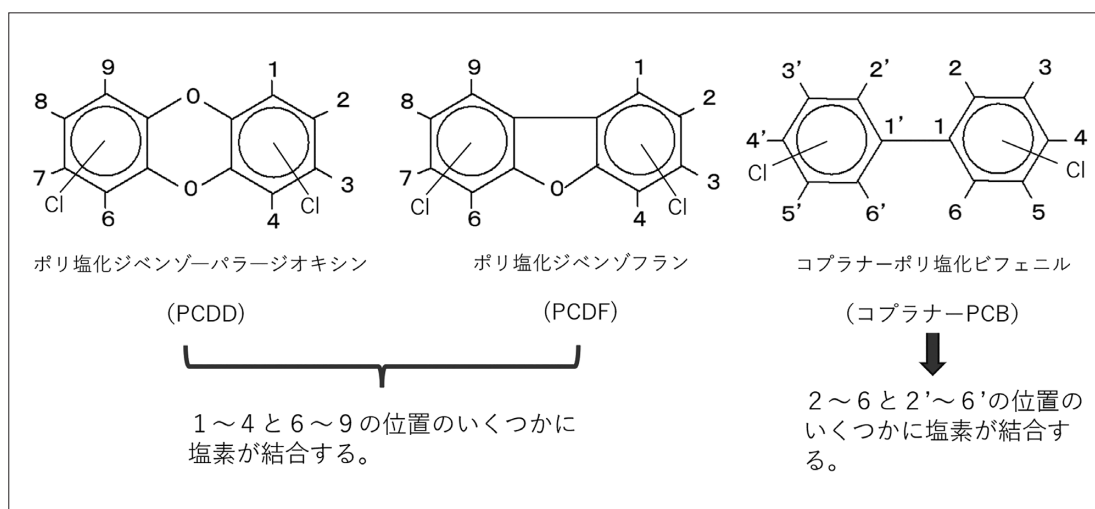 9
1
8
O
2
7
O
3
Cl
6
4
Cl
9
1
8
2
7
O
3
Cl
6
4
Cl
3'
2'
2
3
4'
1'
1
4
Cl
Cl
5'
6'
6
5
ポリ塩化ジベンゾ―パラ―ジオキシン
ポリ塩化ジベンゾフラン
コプラナーポリ塩化ビフェニル
(PCDD)
(PCDF)
(コプラナーPCB)
1～4と6～9の位置のいくつかに
塩素が結合する。
2～6と2'～6'の位置の
いくつかに塩素が結合す
る。